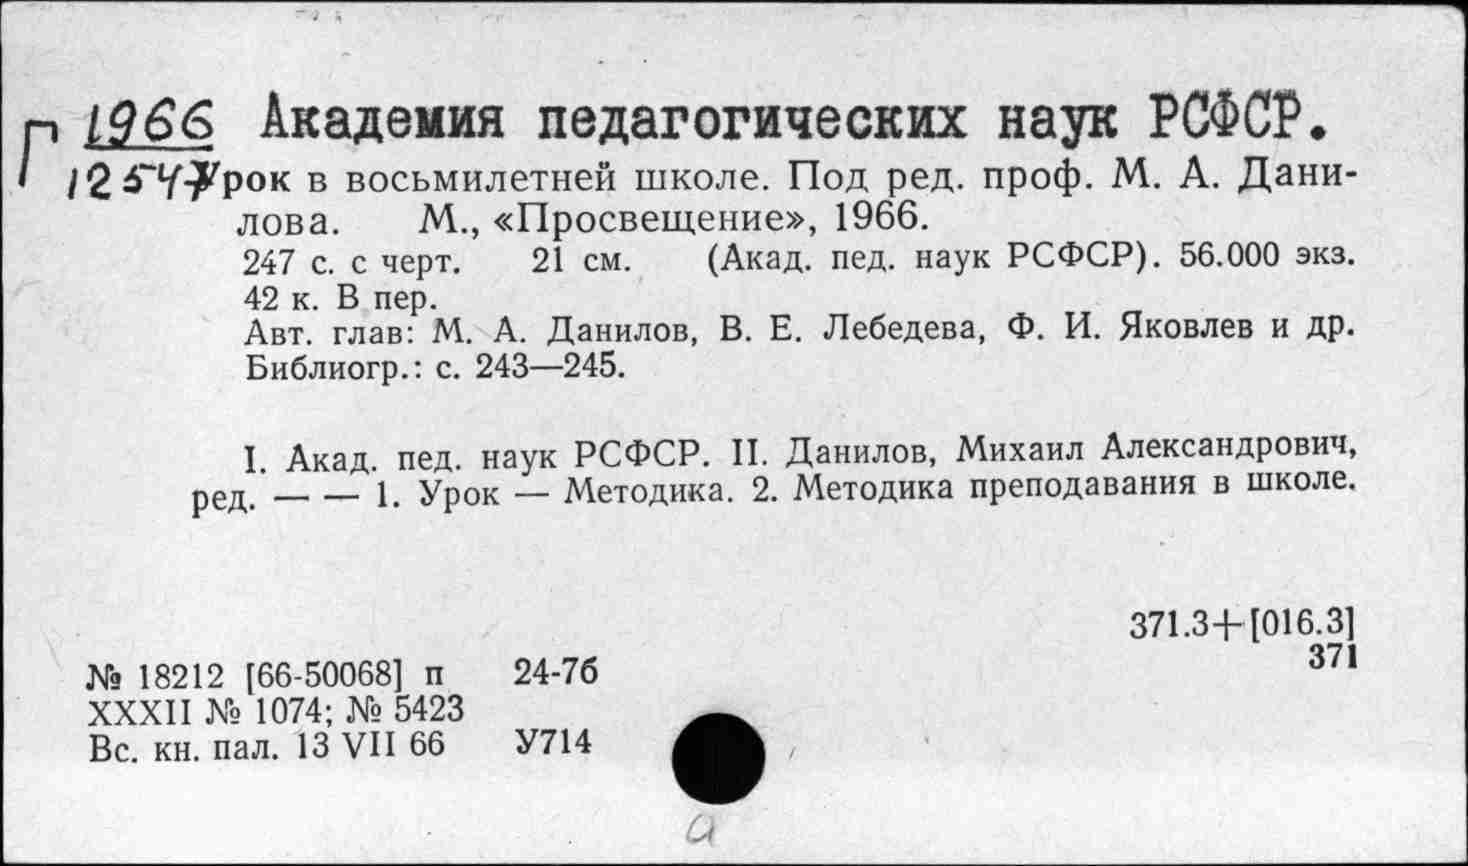 Г 1966 Академия педагогических наук РСФСР.
1254 Урок в восьмилетней школе. Под ред. проф. М. А. Дани-
лова. М., «Просвещение», 1966.
247 с. с черт. 21 см. (Акад. пед. наук РСФСР). 56.000 экз.
42 к. В пер.
Авт. глав: М. А. Данилов, В. Е. Лебедева, Ф. И. Яковлев и др.
Библиогр.: с. 243—245.
I. Акад. пед. наук РСФСР. II. Данилов, Михаил Александрович,
ред. — — 1. Урок — Методика. 2. Методика преподавания в школе.
371.3+[016.3]
371
№ 18212 [66-50068] п 24-7б
XXXII № 1074; № 5423
Вс. кн. пал. 13 VII 66 У714